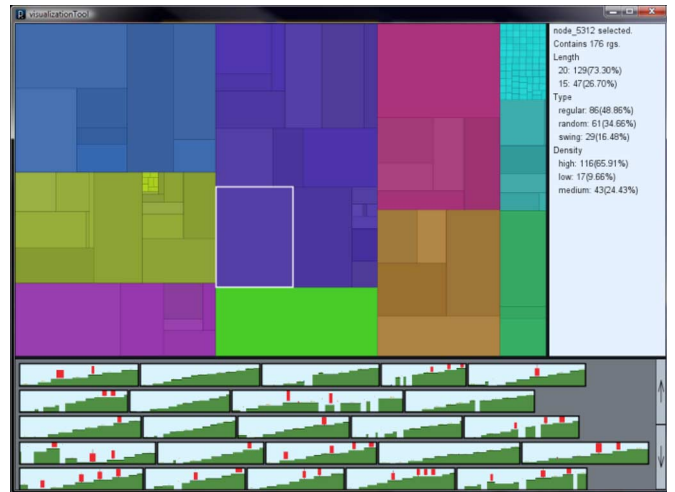 visualizationTool
node_5312 selected.
Contains 176 rgs.
Length
20: 129(73.30%)
15: 47(26.70%)
Type
regular: 86(48.86%)
random: 61(34.66%)
swing: 29(16.48%)
Density
high: 116(65.91%)
low: 17(9.66%)
medium: 43(24.43%)